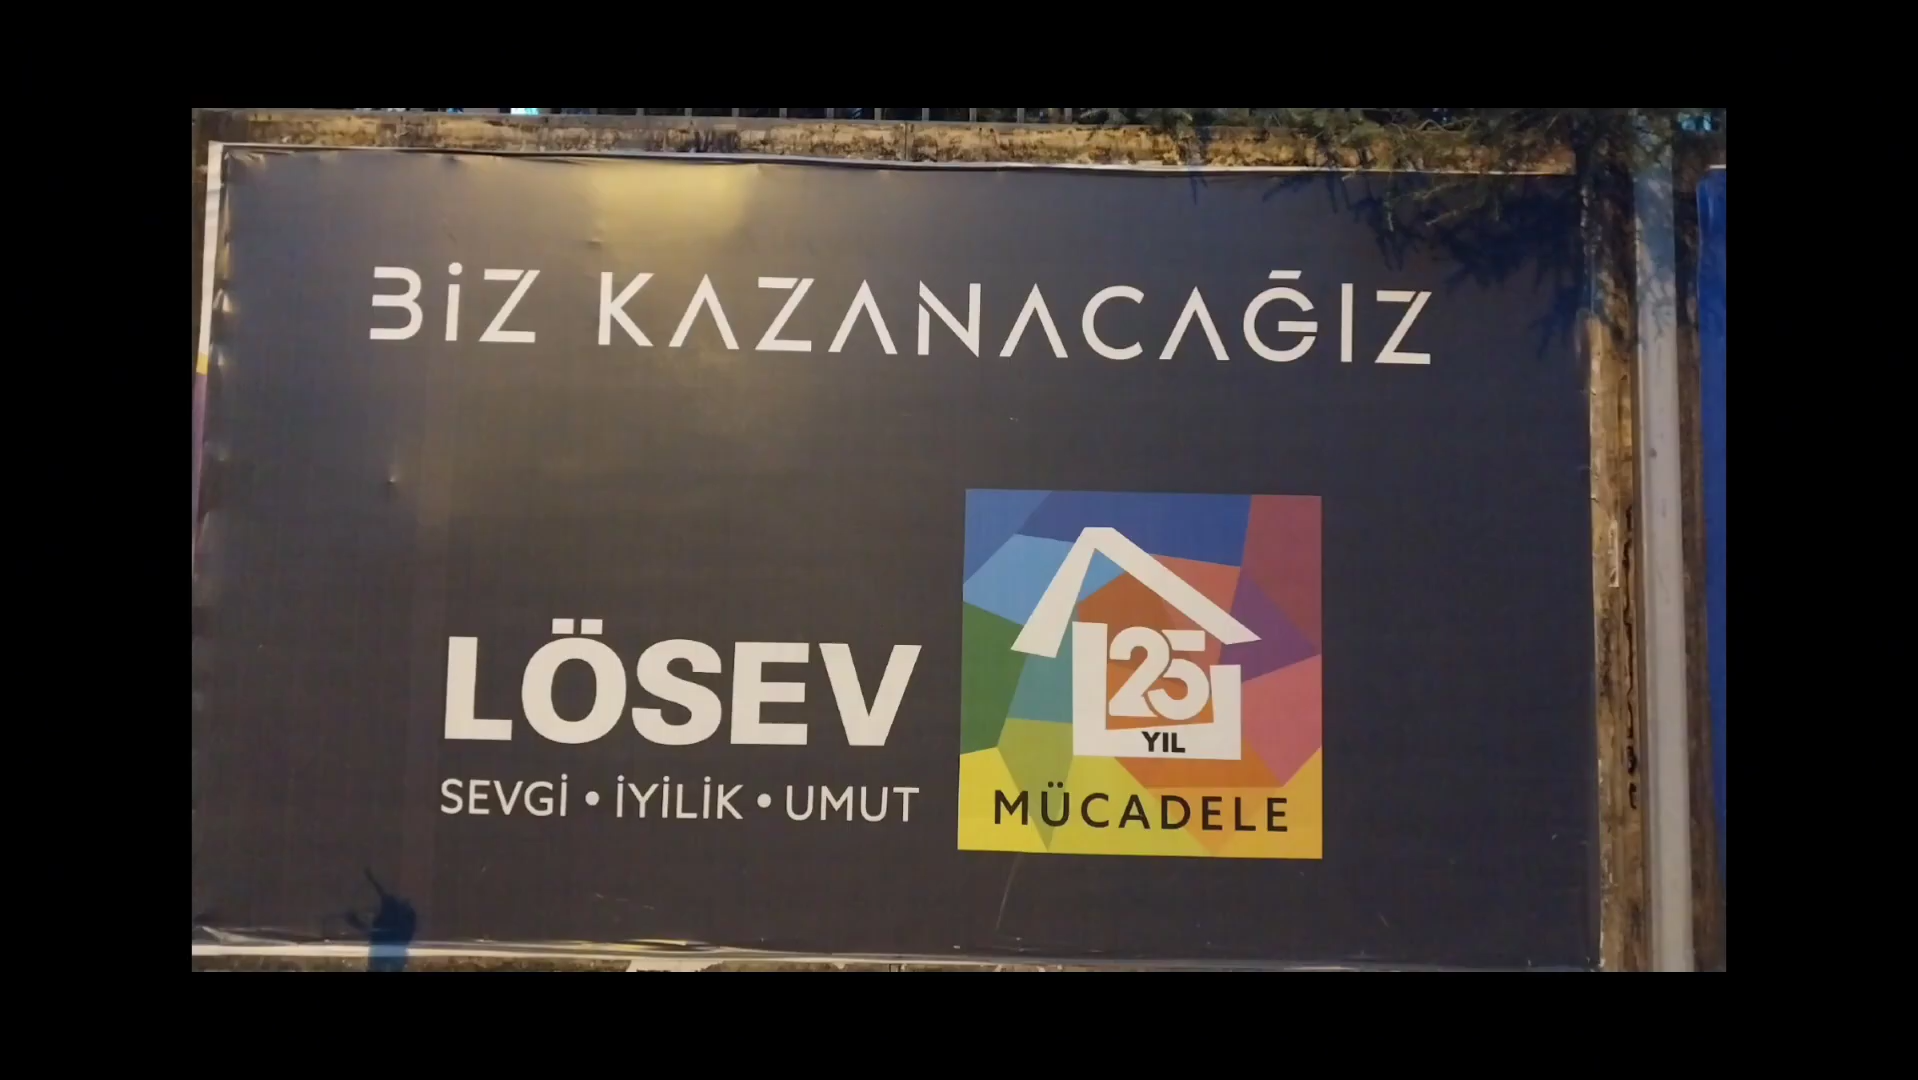 BİZ KAZANACAĞIZ
LÖSEV
SEVGİ • İYİLİK • UMUT
25
YIL
MÜCADELE